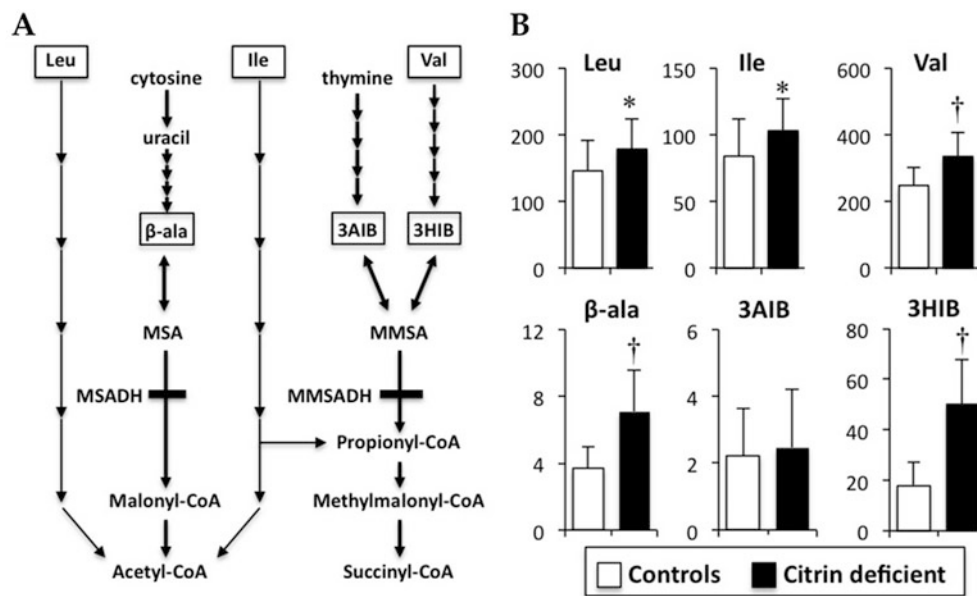 A
Leu
Ile
Val
cytosine
thymine
uracil
β-ala
3AIB
3HIB
MSA
MMSA
MSADH
MMSADH
Propionyl-CoA
Malonyl-CoA
Methylmalonyl-CoA
Acetyl-CoA
Succinyl-CoA
B
Leu
300
200
100
0
*
Ile
150
100
50
0
*
Val
600
400
200
0
†
β-ala
12
8
4
0
†
3AIB
6
4
2
0
3HIB
80
60
40
20
0
†
Controls
Citrin deficient